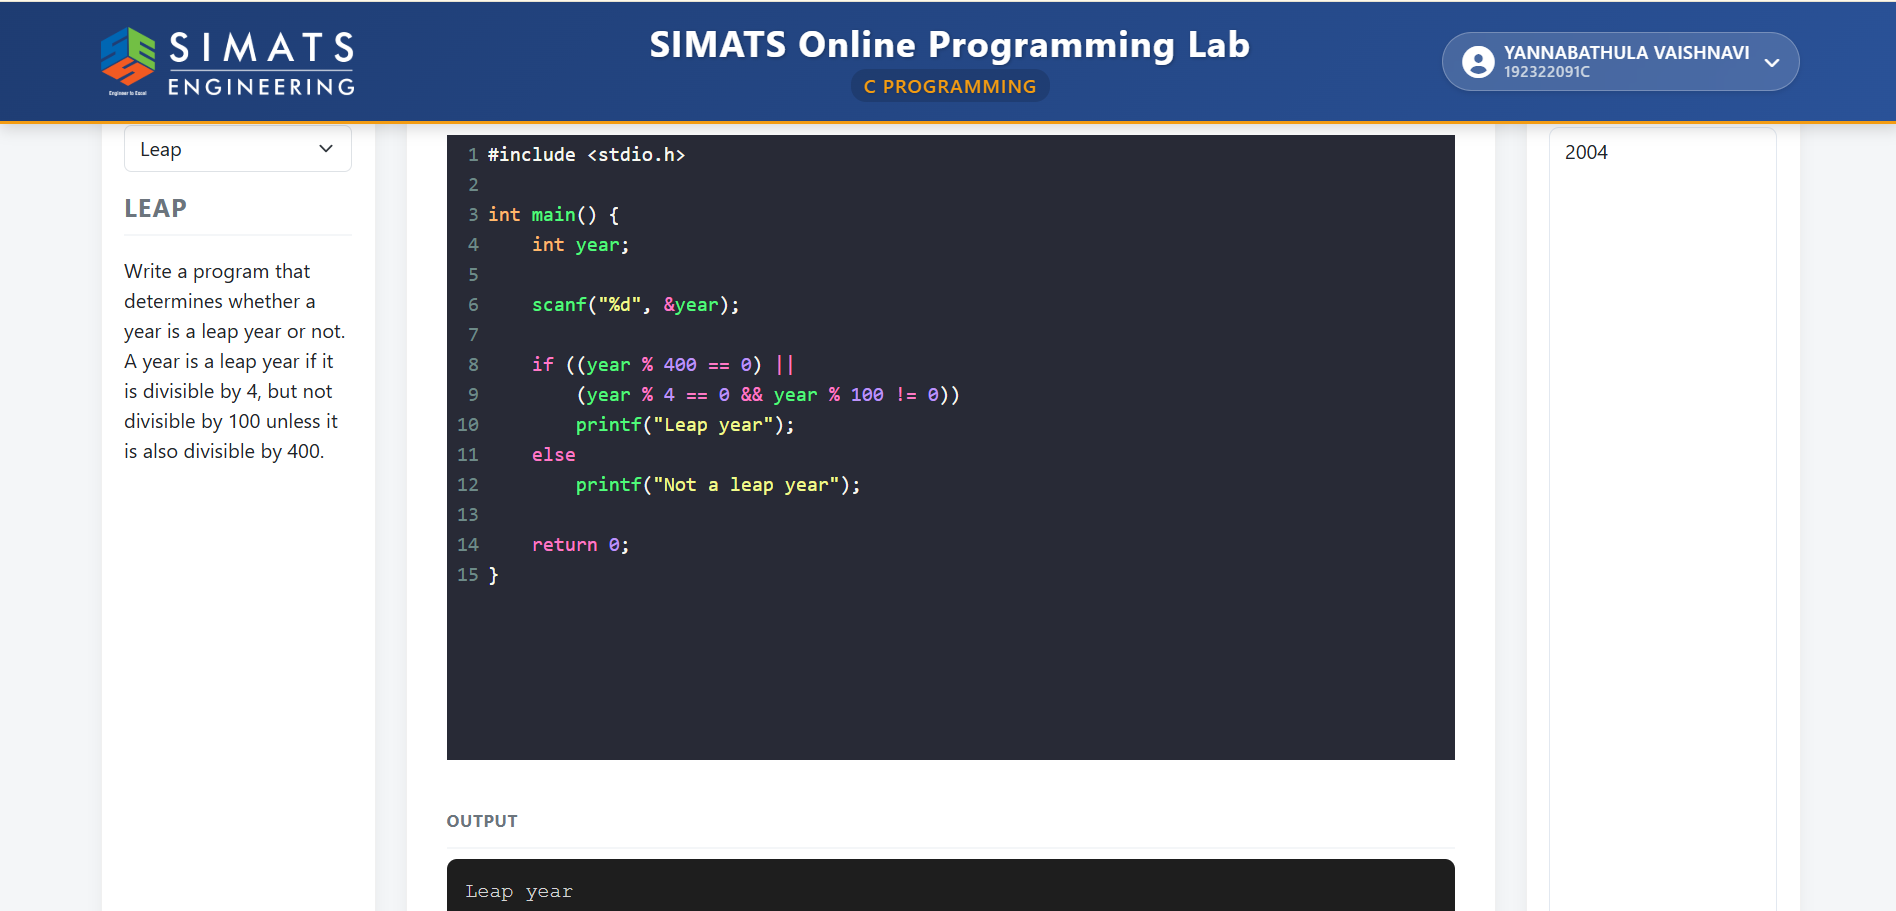 SIMATS
ENGINEERING
Engineer to Excel
SIMATS Online Programming Lab
C PROGRAMMING
YANNABATHULA VAISHNAVI
192322091C
Leap
LEAP
Write a program that
determines whether a
year is a leap year or not.
A year is a leap year if it
is divisible by 4, but not
divisible by 100 unless it
is also divisible by 400.
1 #include <stdio.h>
2
3 int main() {
4     int year;
5
6     scanf("%d", &year);
7
8     if ((year % 400 == 0) ||
9         (year % 4 == 0 && year % 100 != 0))
10         printf("Leap year");
11     else
12         printf("Not a leap year");
13
14     return 0;
15 }
OUTPUT
Leap year
2004